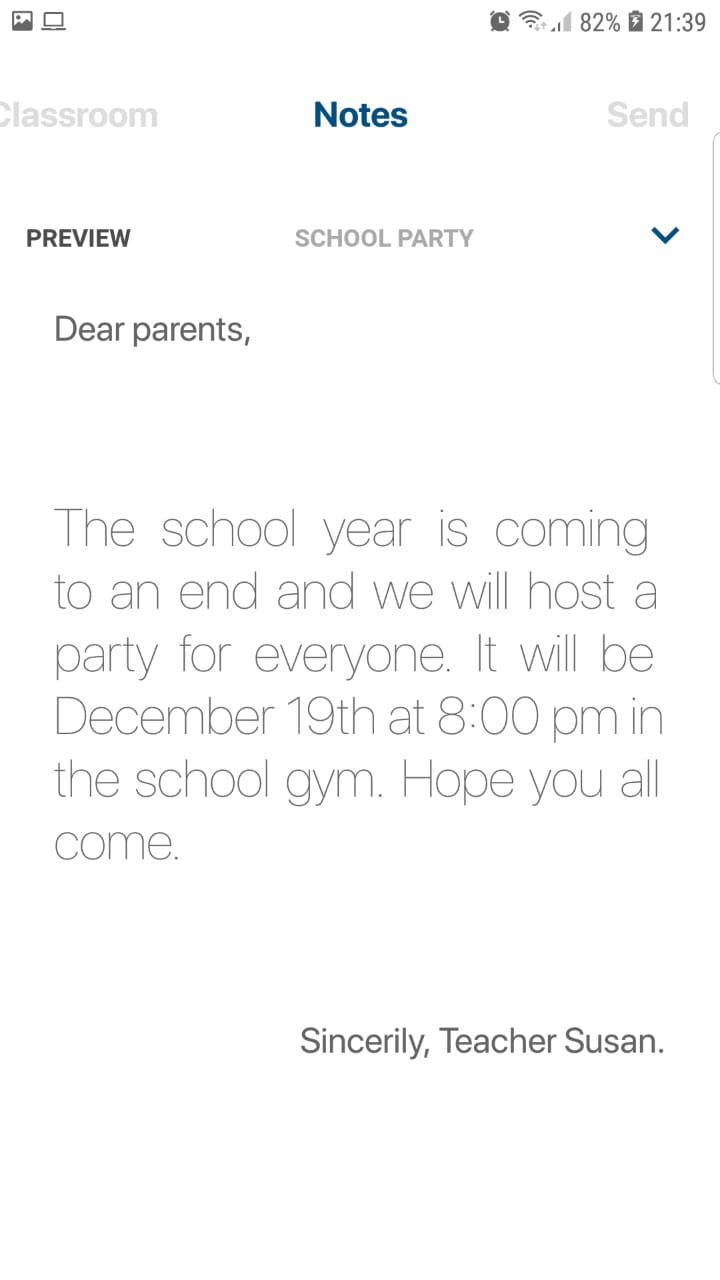 82% 21:39
Classroom Notes Send
PREVIEW SCHOOL PARTY
Dear parents,
The school year is coming
to an end and we will host a
party for everyone. It will be
December 19th at 8:00 pm in
the school gym. Hope you all
come.
Sincerily, Teacher Susan.